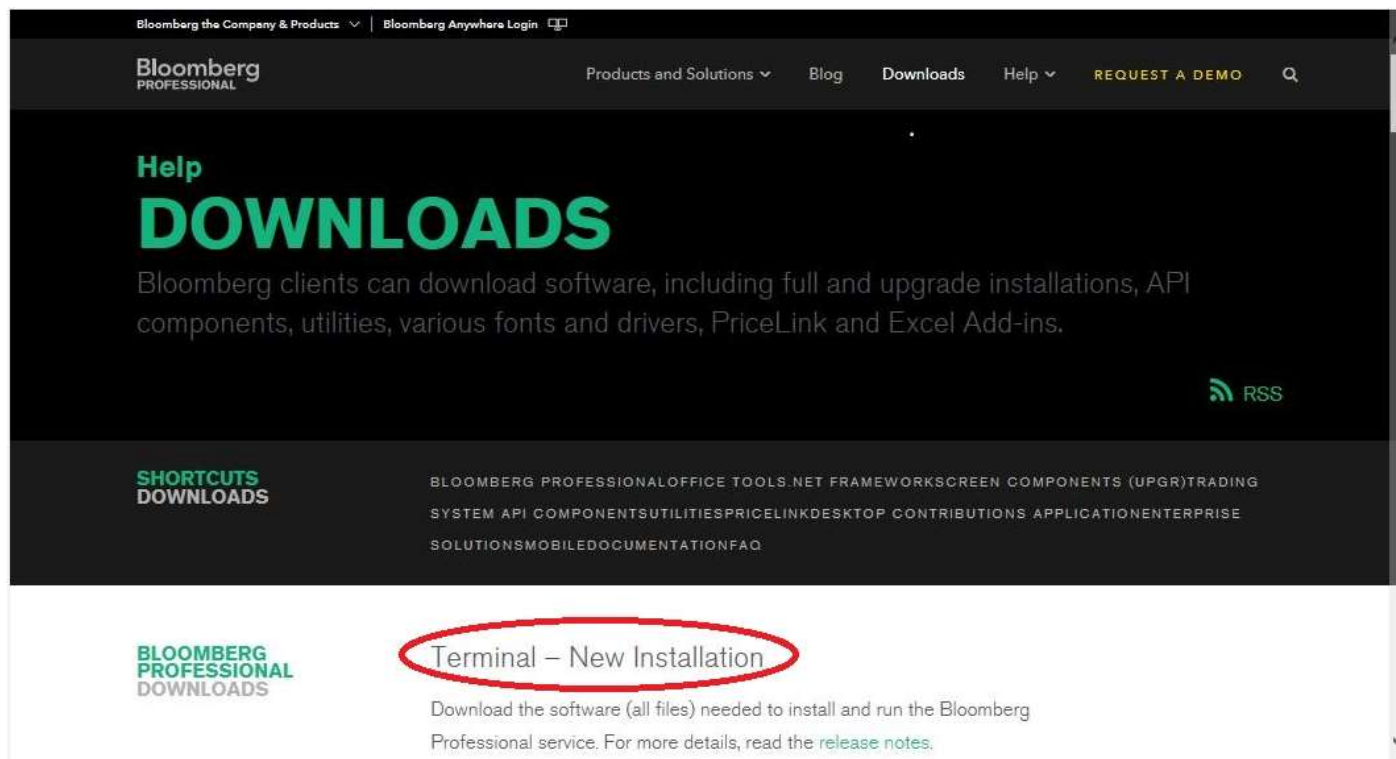 Bloomberg the Company & Products | Bloomberg Anywhere Login
Bloomberg
PROFESSIONAL
Products and Solutions Blog Downloads Help REQUEST A DEMO
Help
DOWNLOADS
Bloomberg clients can download software, including full and upgrade installations, API
components, utilities, various fonts and drivers, PriceLink and Excel Add-ins.
RSS
SHORTCUTS
DOWNLOADS
BLOOMBERG PROFESSIONALOFFICE TOOLS.NET FRAMEWORKSCREEN COMPONENTS (UPGR)TRADING
SYSTEM API COMPONENTSUTILITIESPRICELINKDESKTOP CONTRIBUTIONS APPLICATIONENTERPRISE
SOLUTIONSMOBILEDOCUMENTATIONFAQ
BLOOMBERG
PROFESSIONAL
DOWNLOADS
Terminal – New Installation
Download the software (all files) needed to install and run the Bloomberg
Professional service. For more details, read the release notes.